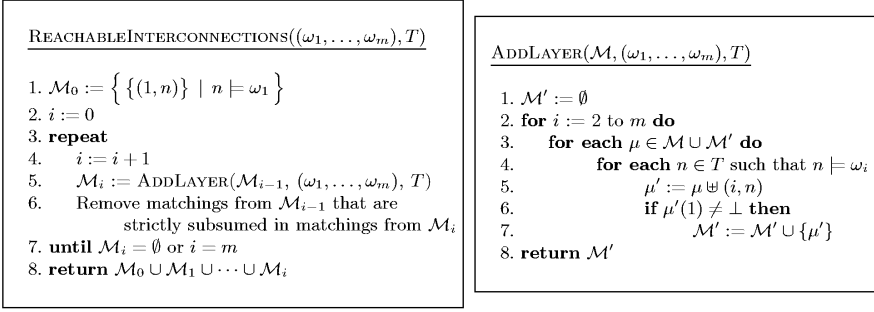 REACHABLEINTERCONNECTIONS((ω₁, …, ωₘ), T)
1. ℳ₀ := { {(1, n)} | n ⊨ ω₁ }
2. i := 0
3. repeat
4. i := i + 1
5. ℳᵢ := ADDLAYER(ℳᵢ₋₁, (ω₁, …, ωₘ), T)
6. Remove matchings from ℳᵢ₋₁ that are
strictly subsumed in matchings from ℳᵢ
7. until ℳᵢ = ∅ or i = m
8. return ℳ₀ ∪ ℳ₁ ∪ ⋯ ∪ ℳᵢ
ADDLAYER(ℳ, (ω₁, …, ωₘ), T)
1. ℳ′ := ∅
2. for i := 2 to m do
3. for each μ ∈ ℳ ∪ ℳ′ do
4. for each n ∈ T such that n ⊨ ωᵢ
5. μ′ := μ ⊎ (i, n)
6. if μ′(1) ≠ ⊥ then
7. ℳ′ := ℳ′ ∪ {μ′}
8. return ℳ′